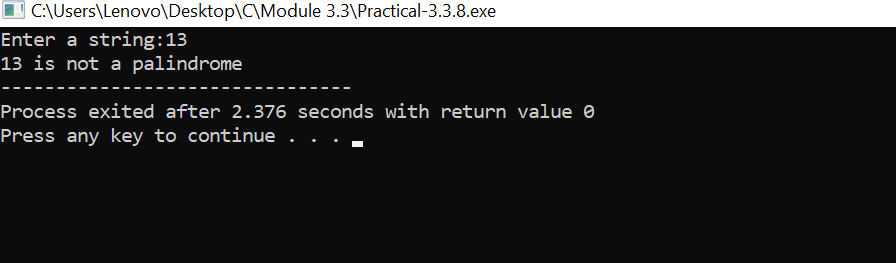 C:\Users\Lenovo\Desktop\C\Module 3.3\Practical-3.3.8.exe
Enter a string:13
13 is not a palindrome
--------------------------------
Process exited after 2.376 seconds with return value 0
Press any key to continue . . .